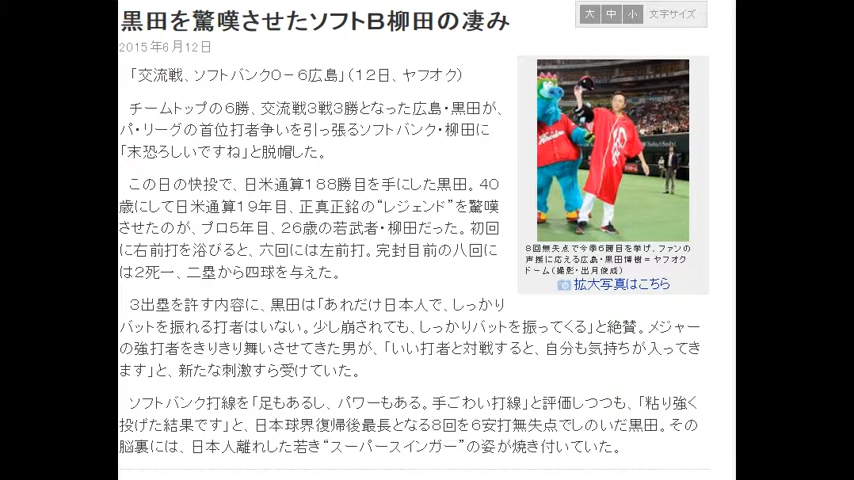 黒田を驚嘆させたソフトB柳田の凄み
大 中 小 文字サイズ
2015年6月12日
「交流戦、ソフトバンク0－6広島」（12日、ヤフオク）
チームトップの6勝、交流戦3戦3勝となった広島・黒田が、
パ・リーグの首位打者争いを引っ張るソフトバンク・柳田に
「末恐ろしいですね」と脱帽した。
この日の快投で、日米通算188勝目を手にした黒田。40
歳にして日米通算19年目、正真正銘の“レジェンド”を驚嘆
させたのが、プロ5年目、26歳の若武者・柳田だった。初回
に右前打を浴びると、六回には左前打。完封目前の八回に
は2死一、二塁から四球を与えた。
8回無失点で今季6勝目を挙げ、ファンの
声援に応える広島・黒田博樹＝ヤフオク
ドーム（撮影・出月俊成）
拡大写真はこちら
3出塁を許す内容に、黒田は「あれだけ日本人で、しっかり
バットを振れる打者はいない。少し崩されても、しっかりバットを振ってくる」と絶賛。メジャー
の強打者をきりきり舞いさせてきた男が、「いい打者と対戦すると、自分も気持ちが入ってき
ます」と、新たな刺激すら受けていた。
ソフトバンク打線を「足もあるし、パワーもある。手ごわい打線」と評価しつつも、「粘り強く
投げた結果です」と、日本球界復帰後最長となる8回を6安打無失点でしのいだ黒田。その
脳裏には、日本人離れした若き“スーパースインガー”の姿が焼き付いていた。